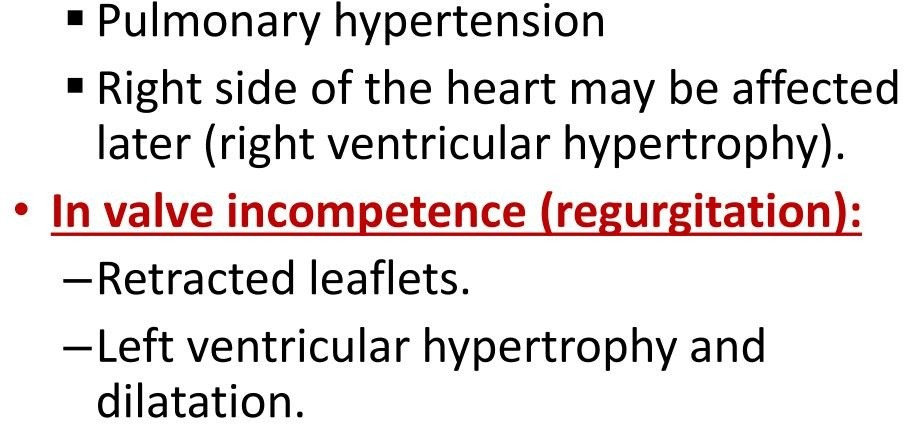 ▪ Pulmonary hypertension
▪ Right side of the heart may be affected
later (right ventricular hypertrophy).
• In valve incompetence (regurgitation):
–Retracted leaflets.
–Left ventricular hypertrophy and
dilatation.